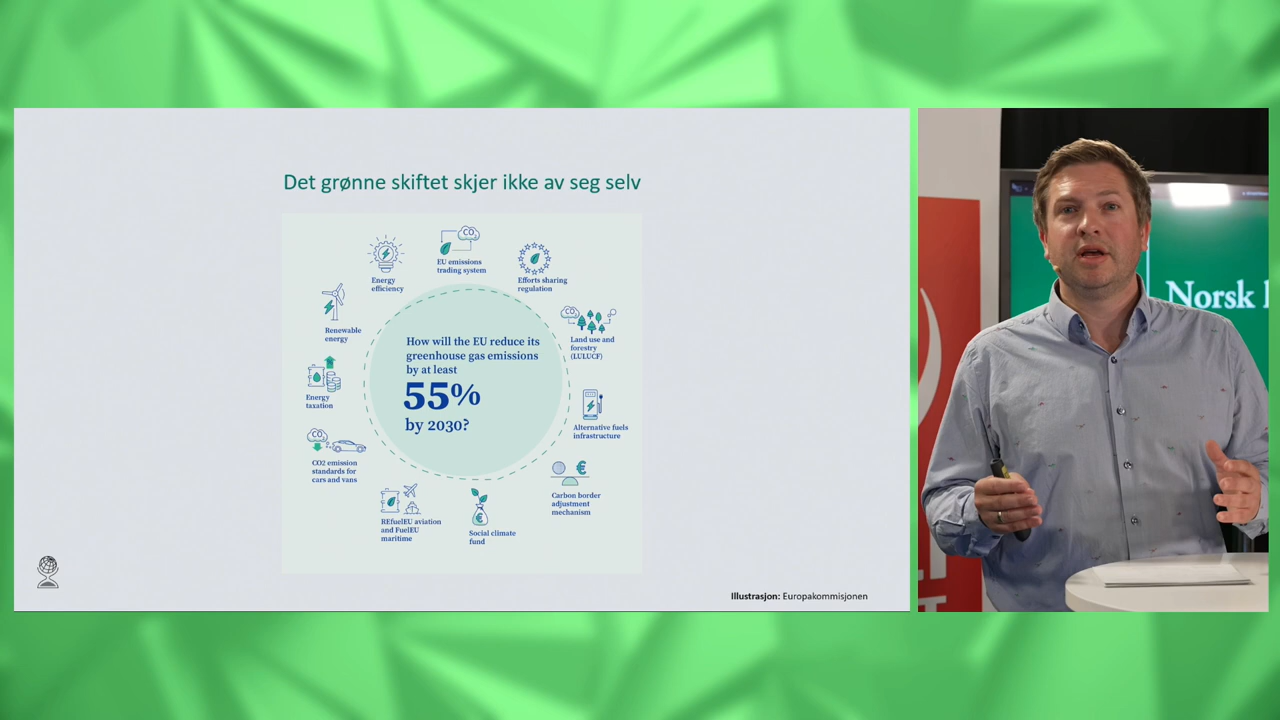 Det grønne skiftet skjer ikke av seg selv
EU emissions
trading system
CO₂
Efforts sharing
regulation
CO₂
Land use and
forestry
(LULUCF)
Alternative fuels
infrastructure
Carbon border
adjustment
mechanism
Social climate
fund
REfuelEU aviation
and FuelEU
maritime
CO₂
CO2 emission
standards for
cars and vans
Energy
taxation
Renewable
energy
Energy
efficiency
How will the EU reduce its
greenhouse gas emissions
by at least
55%
by 2030?
Illustrasjon: Europakommisjonen
Norsk